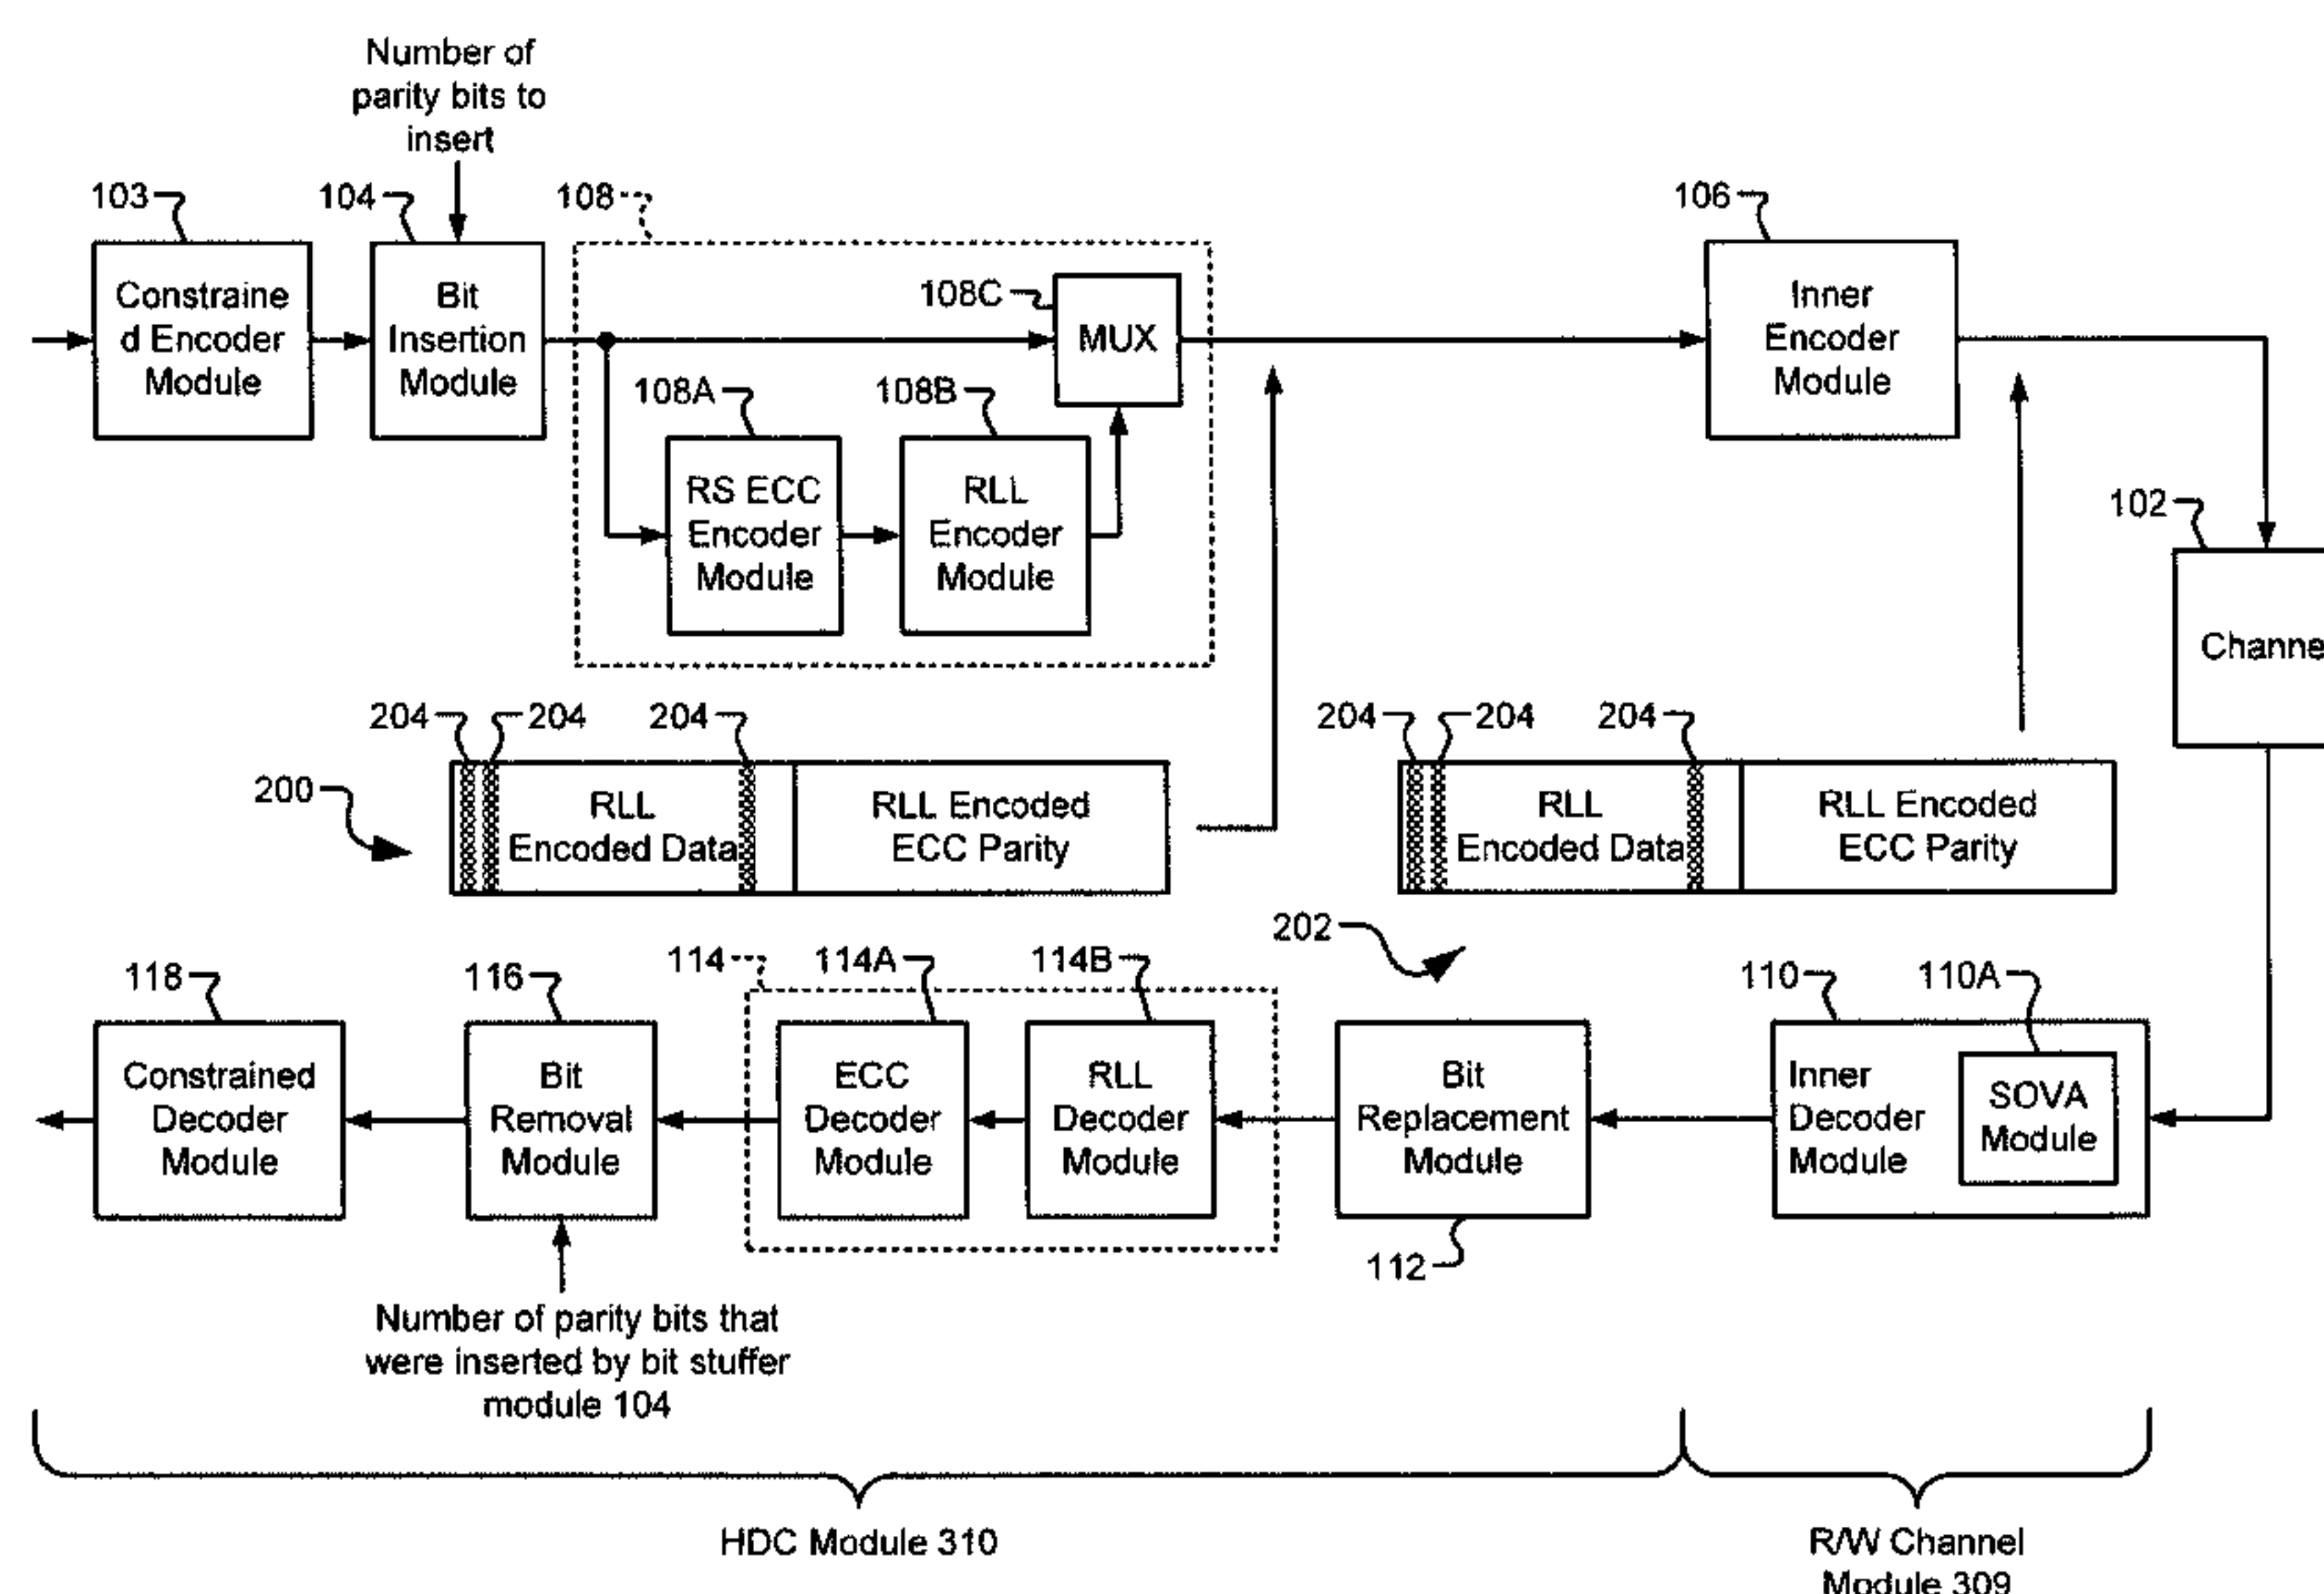 Number of
parity bits to
insert
103
104
108
106
Constraine
d Encoder
Module
Bit
Insertion
Module
108C
MUX
Inner
Encoder
Module
108A
108B
RS ECC
Encoder
Module
RLL
Encoder
Module
102
Channe
204
204
204
204
204
204
200
RLL
Encoded Data
RLL Encoded
ECC Parity
RLL
Encoded Data
RLL Encoded
ECC Parity
202
118
116
114
114A
114B
110
110A
Constrained
Decoder
Module
Bit
Removal
Module
ECC
Decoder
Module
RLL
Decoder
Module
Bit
Replacement
Module
Inner
Decoder
Module
SOVA
Module
112
Number of parity bits that
were inserted by bit stuffer
module 104
HDC Module 310
R/W Channel
Module 309